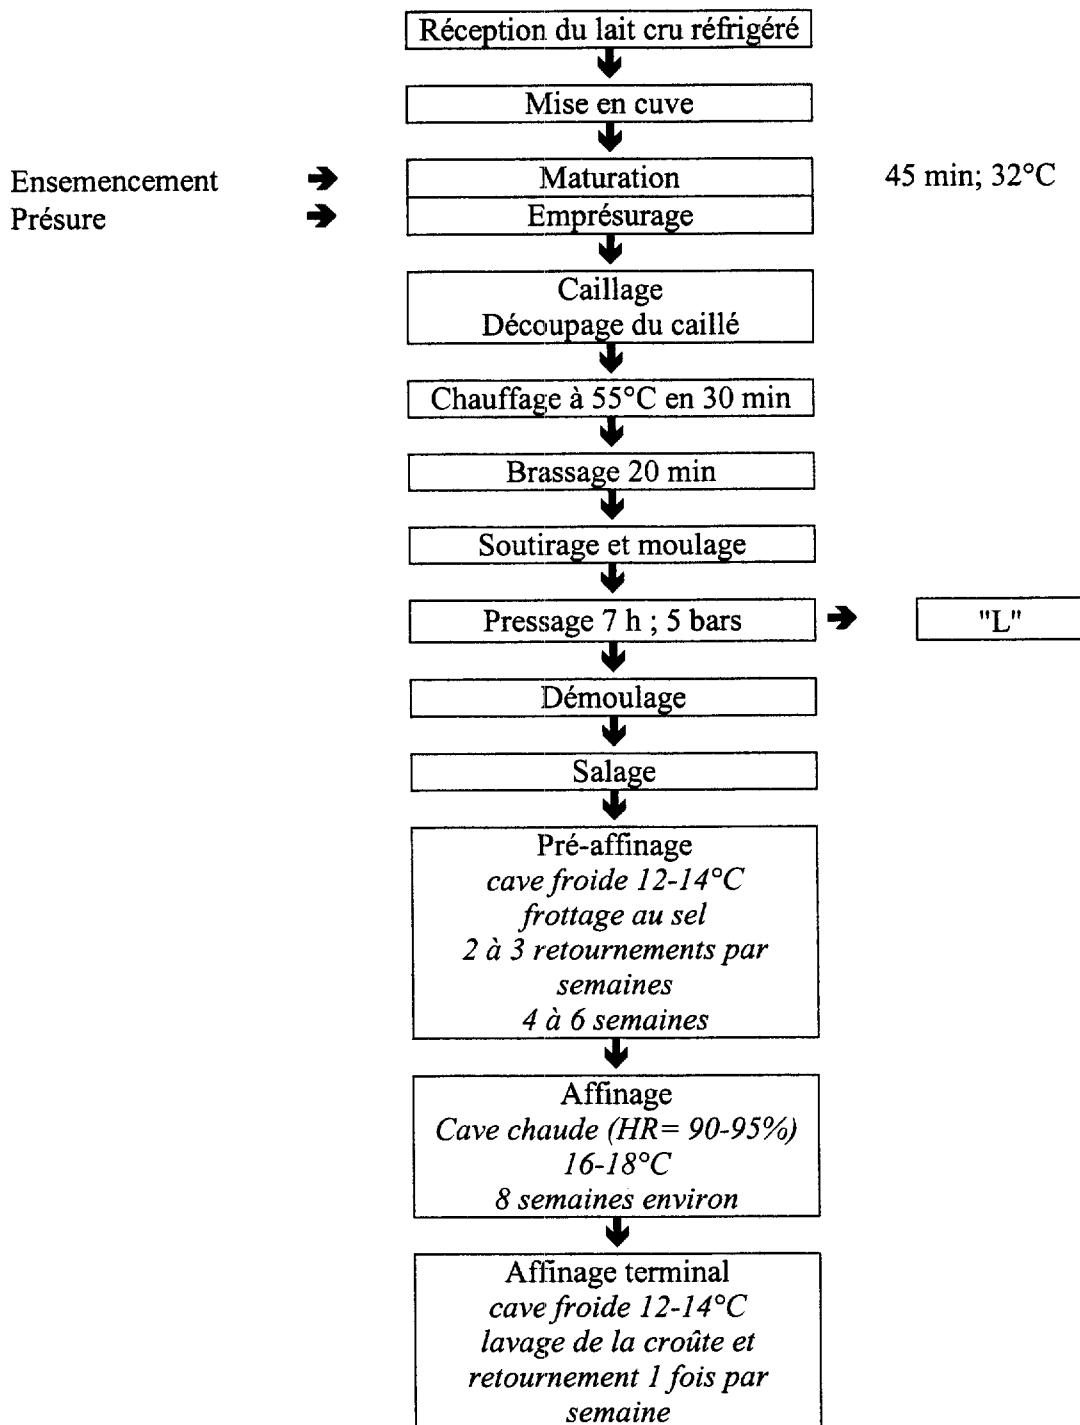 Réception du lait cru réfrigéré
Mise en cuve
Ensemencement
Maturation
45 min; 32°C
Présure
Emprésurage
Caillage
Découpage du caillé
Chauffage à 55°C en 30 min
Brassage 20 min
Soutirage et moulage
Pressage 7 h ; 5 bars
"L"
Démoulage
Salage
Pré-affinage
cave froide 12-14°C
frottage au sel
2 à 3 retournements par
semaines
4 à 6 semaines
Affinage
Cave chaude (HR= 90-95%)
16-18°C
8 semaines environ
Affinage terminal
cave froide 12-14°C
lavage de la croûte et
retournement 1 fois par
semaine